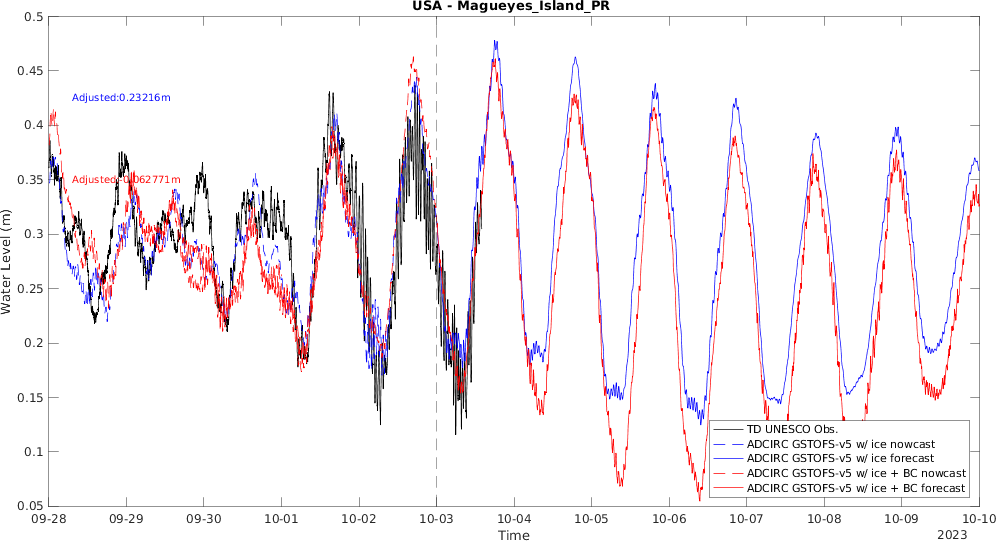 USA - Magueyes_Island_PR
0.5
0.45
0.4
0.35
0.3
0.25
0.2
0.15
0.1
0.05
Water Level (m)
Adjusted:0.23216m
Adjusted:-0.062771m
TD UNESCO Obs.
ADCIRC GSTOFS-v5 w/ ice nowcast
ADCIRC GSTOFS-v5 w/ ice forecast
ADCIRC GSTOFS-v5 w/ ice + BC nowcast
ADCIRC GSTOFS-v5 w/ ice + BC forecast
09-28 09-29 09-30 10-01 10-02 10-03 10-04 10-05 10-06 10-07 10-08 10-09 10-10
Time
2023